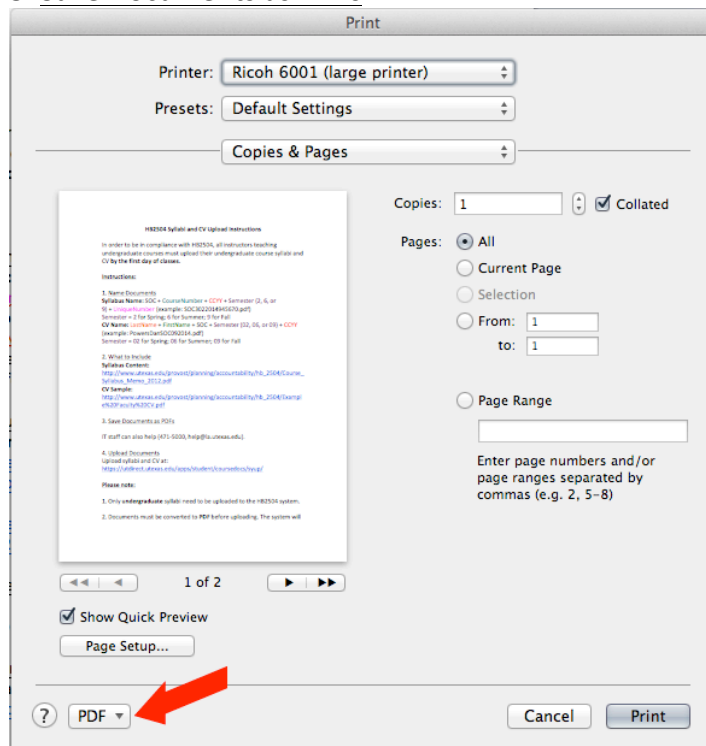 Print
Printer: Ricoh 6001 (large printer)
Presets: Default Settings
Copies & Pages
HB2504 Syllabi and CV Upload Instructions
In order to be in compliance with HB2504, all instructors teaching
undergraduate courses must upload their undergraduate course syllabi and
CV by the first day of classes.
Instructions:
1. Name Documents
Syllabus Name: SOC + CourseNumber + CCYY + Semester (2, 6, or
9) + UniqueNumber (example: SOC3022014945670.pdf)
Semester = 2 for Spring; 6 for Summer; 9 for Fall
CV Name: LastName + FirstName + SOC + Semester (02, 06, or 09) + CCYY
(example: PowersDanSOC092014.pdf)
Semester = 02 for Spring; 06 for Summer; 09 for Fall
2. What to Include
Syllabus Content:
http://www.utexas.edu/provost/planning/accountability/hb_2504/Course_
Syllabus_Memo_2012.pdf
CV Sample:
http://www.utexas.edu/provost/planning/accountability/HB_2504/Exampl
e%20Faculty%20CV.pdf
3. Save Documents as PDFs
IT staff can also help (471-5000, help@la.utexas.edu).
4. Upload Documents
Upload syllabi and CV at:
https://utdirect.utexas.edu/apps/student/coursedocs/syup/
Please note:
1. Only undergraduate syllabi need to be uploaded to the HB2504 system.
2. Documents must be converted to PDF before uploading. The system will
1 of 2
Show Quick Preview
Page Setup...
Copies: 1 Collated
Pages: All
Current Page
Selection
From: 1
to: 1
Page Range
Enter page numbers and/or
page ranges separated by
commas (e.g. 2, 5-8)
? PDF Cancel Print